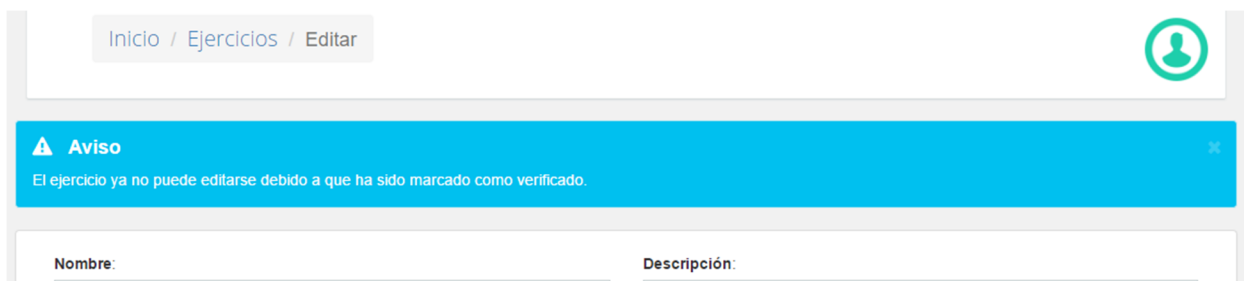 Inicio / Ejercicios / Editar
Aviso
El ejercicio ya no puede editarse debido a que ha sido marcado como verificado.
Nombre: Descripción: